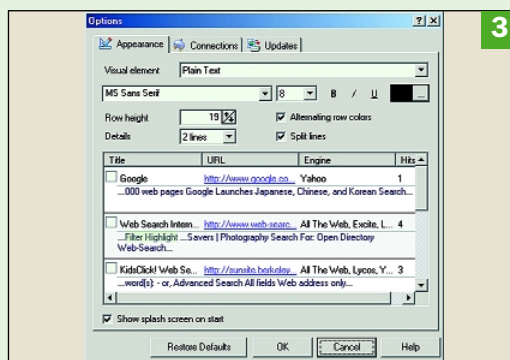 3
Options
Appearance Connections Updates
Visual element Plain Text
MS Sans Serif 8 B / U ...
Row height 19 Alternating row colors
Details 2 lines Split lines
Title URL Engine Hits
Google http://www.google.co... Yahoo 1
...000 web pages Google Launches Japanese, Chinese, and Korean Search...
Web Search Intern... http://www.web-searc... All The Web, Excite, L... 4
...Filter Highlight ...Savers | Photography Search For: Open Directory
Web-Search...
KidsClick! Web Se... http://sunsite.berkeley... All The Web, Lycos, Y... 3
...word(s): - or, Advanced Search All fields Web address only...
Show splash screen on start
Restore Defaults OK Cancel Help